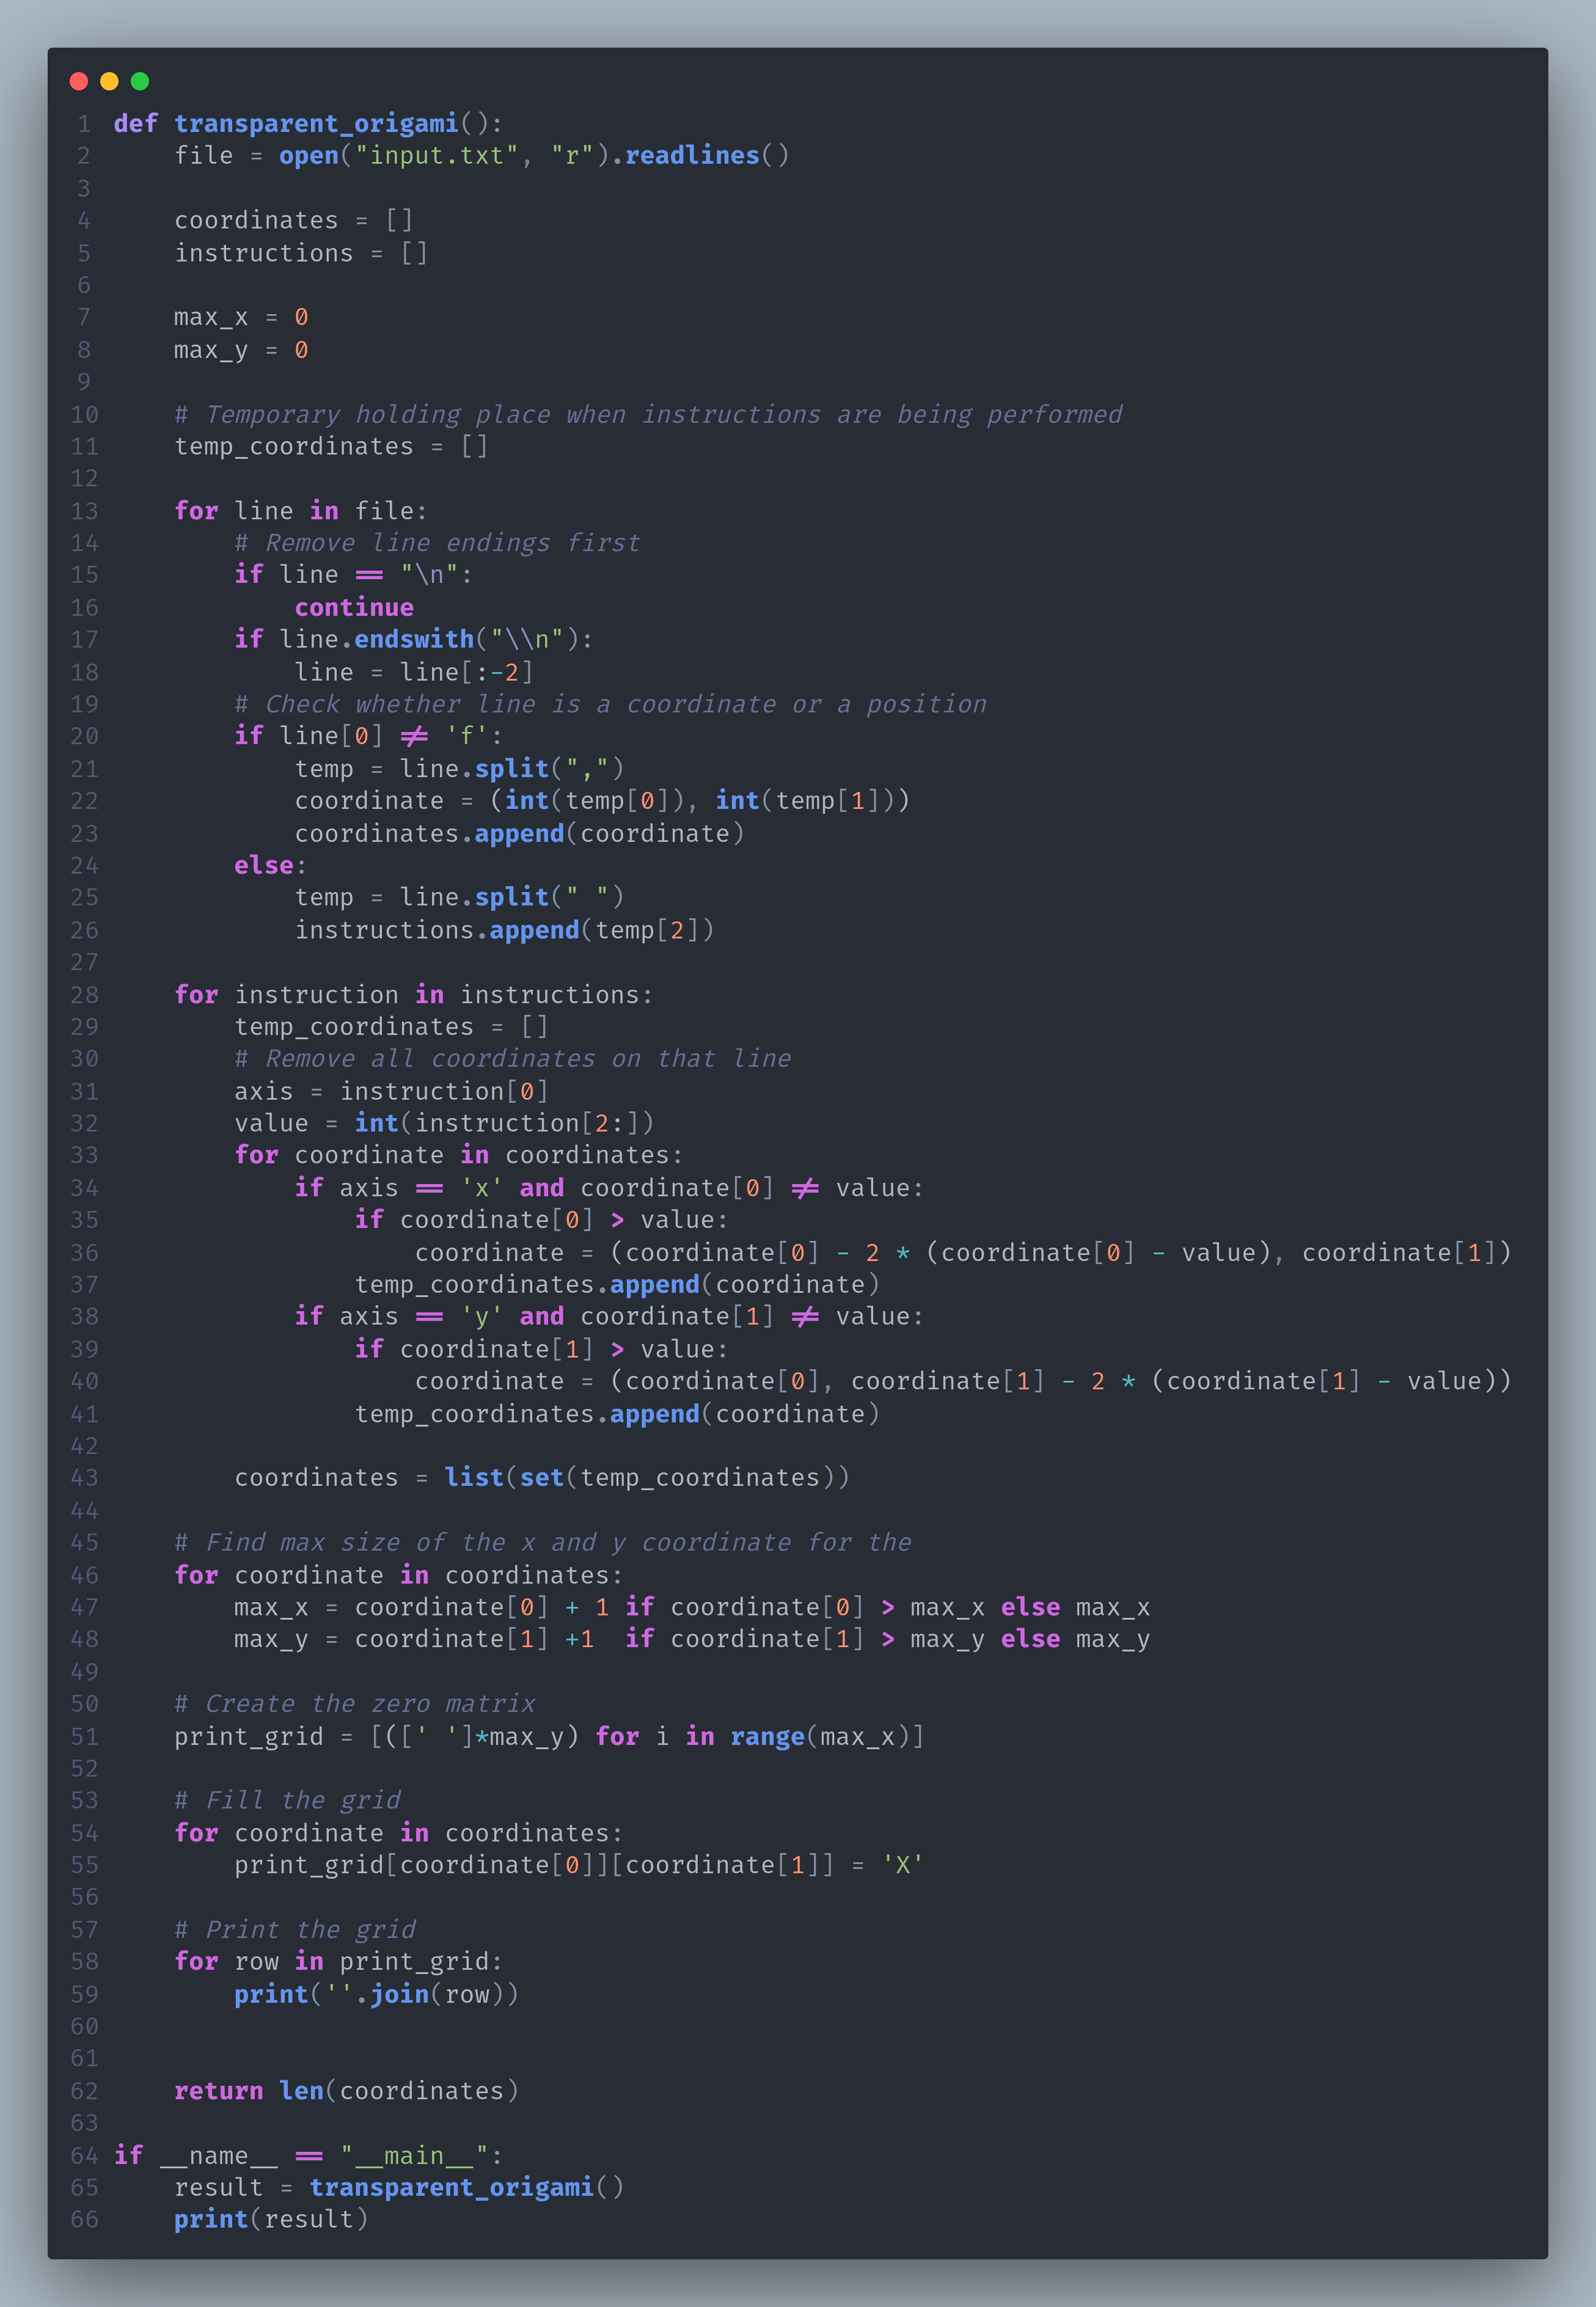 1 def transparent_origami():
2     file = open("input.txt", "r").readlines()
3
4     coordinates = []
5     instructions = []
6
7     max_x = 0
8     max_y = 0
9
10     # Temporary holding place when instructions are being performed
11     temp_coordinates = []
12
13     for line in file:
14         # Remove line endings first
15         if line == "\n":
16             continue
17         if line.endswith("\\n"):
18             line = line[:-2]
19         # Check whether line is a coordinate or a position
20         if line[0] != 'f':
21             temp = line.split(",")
22             coordinate = (int(temp[0]), int(temp[1]))
23             coordinates.append(coordinate)
24         else:
25             temp = line.split(" ")
26             instructions.append(temp[2])
27
28     for instruction in instructions:
29         temp_coordinates = []
30         # Remove all coordinates on that line
31         axis = instruction[0]
32         value = int(instruction[2:])
33         for coordinate in coordinates:
34             if axis == 'x' and coordinate[0] != value:
35                 if coordinate[0] > value:
36                     coordinate = (coordinate[0] - 2 * (coordinate[0] - value), coordinate[1])
37                 temp_coordinates.append(coordinate)
38             if axis == 'y' and coordinate[1] != value:
39                 if coordinate[1] > value:
40                     coordinate = (coordinate[0], coordinate[1] - 2 * (coordinate[1] - value))
41                 temp_coordinates.append(coordinate)
42
43         coordinates = list(set(temp_coordinates))
44
45     # Find max size of the x and y coordinate for the
46     for coordinate in coordinates:
47         max_x = coordinate[0] + 1 if coordinate[0] > max_x else max_x
48         max_y = coordinate[1] +1  if coordinate[1] > max_y else max_y
49
50     # Create the zero matrix
51     print_grid = [([' ']*max_y) for i in range(max_x)]
52
53     # Fill the grid
54     for coordinate in coordinates:
55         print_grid[coordinate[0]][coordinate[1]] = 'X'
56
57     # Print the grid
58     for row in print_grid:
59         print(''.join(row))
60
61
62     return len(coordinates)
63
64 if __name__ == "__main__":
65     result = transparent_origami()
66     print(result)